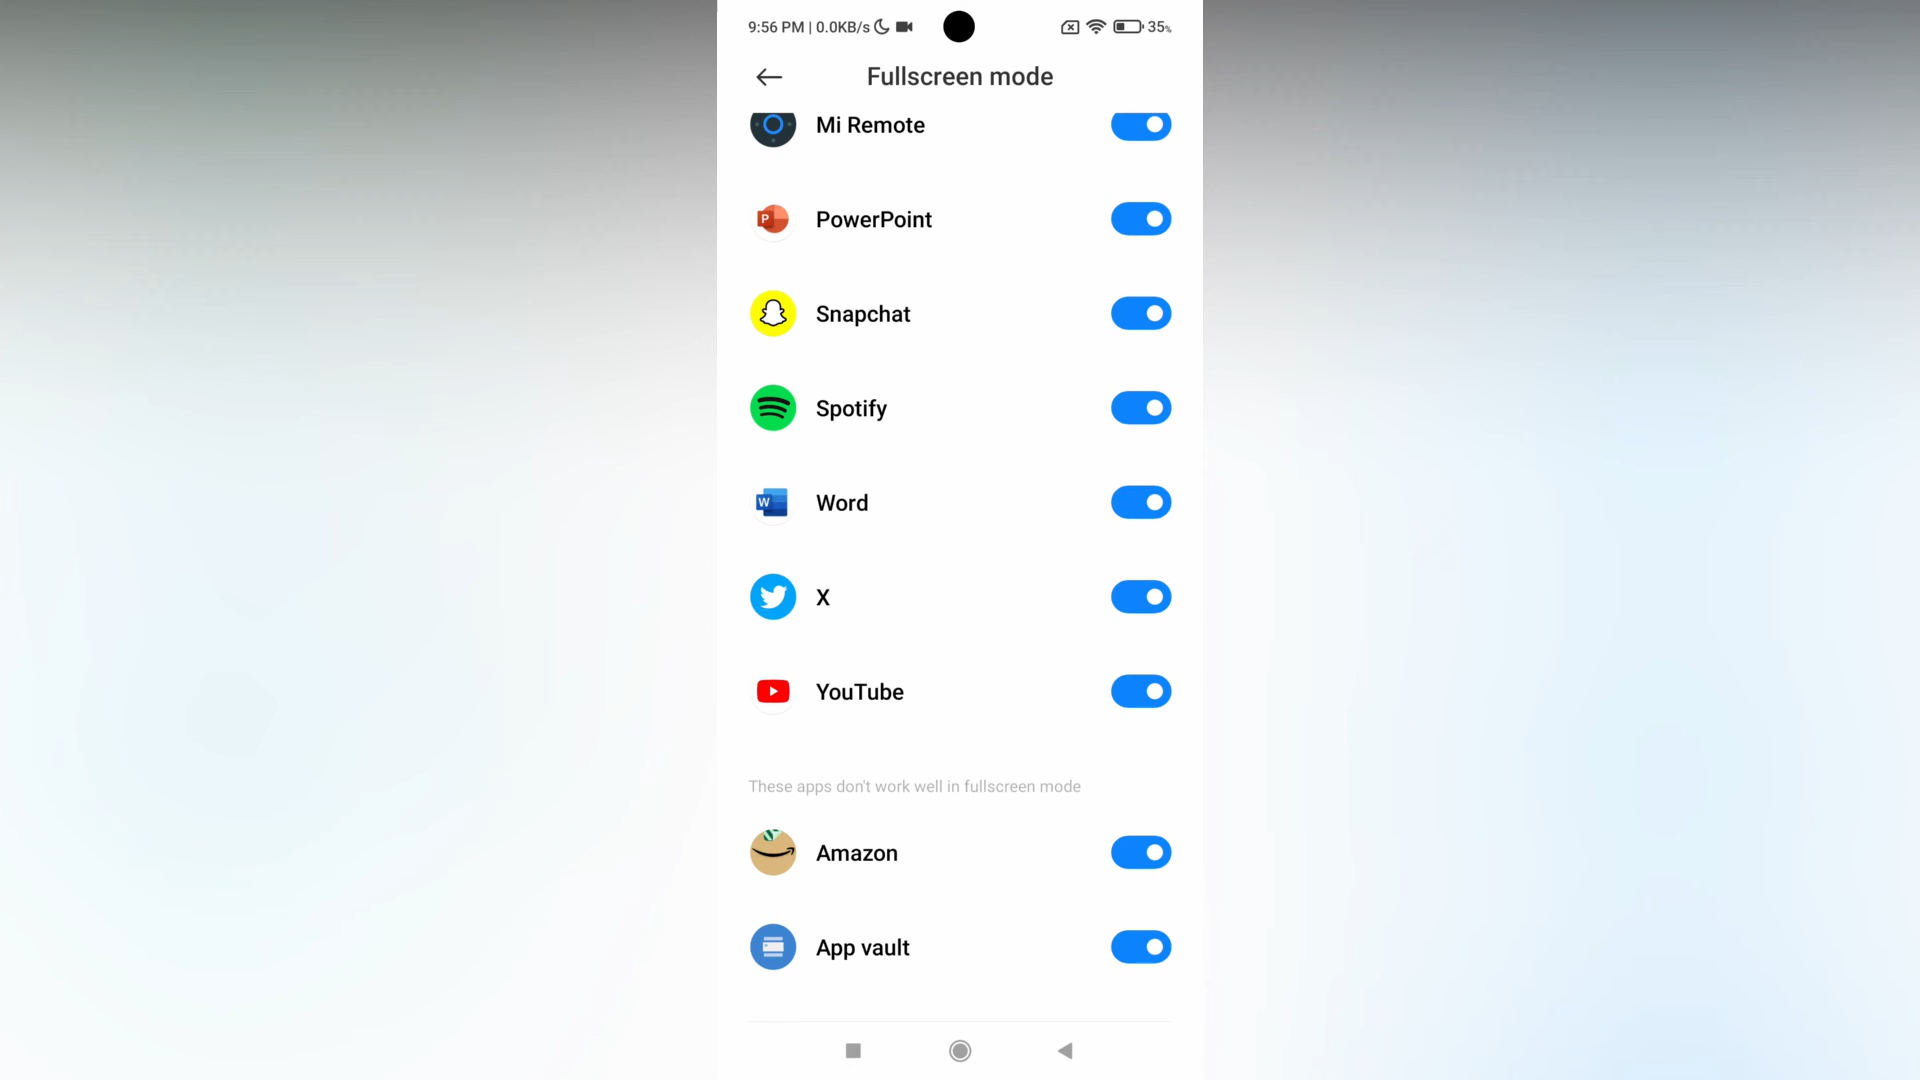 9:56 PM | 0.0KB/s 35%
Fullscreen mode
Mi Remote
P PowerPoint
Snapchat
Spotify
W Word
X
YouTube
These apps don't work well in fullscreen mode
Amazon
App vault